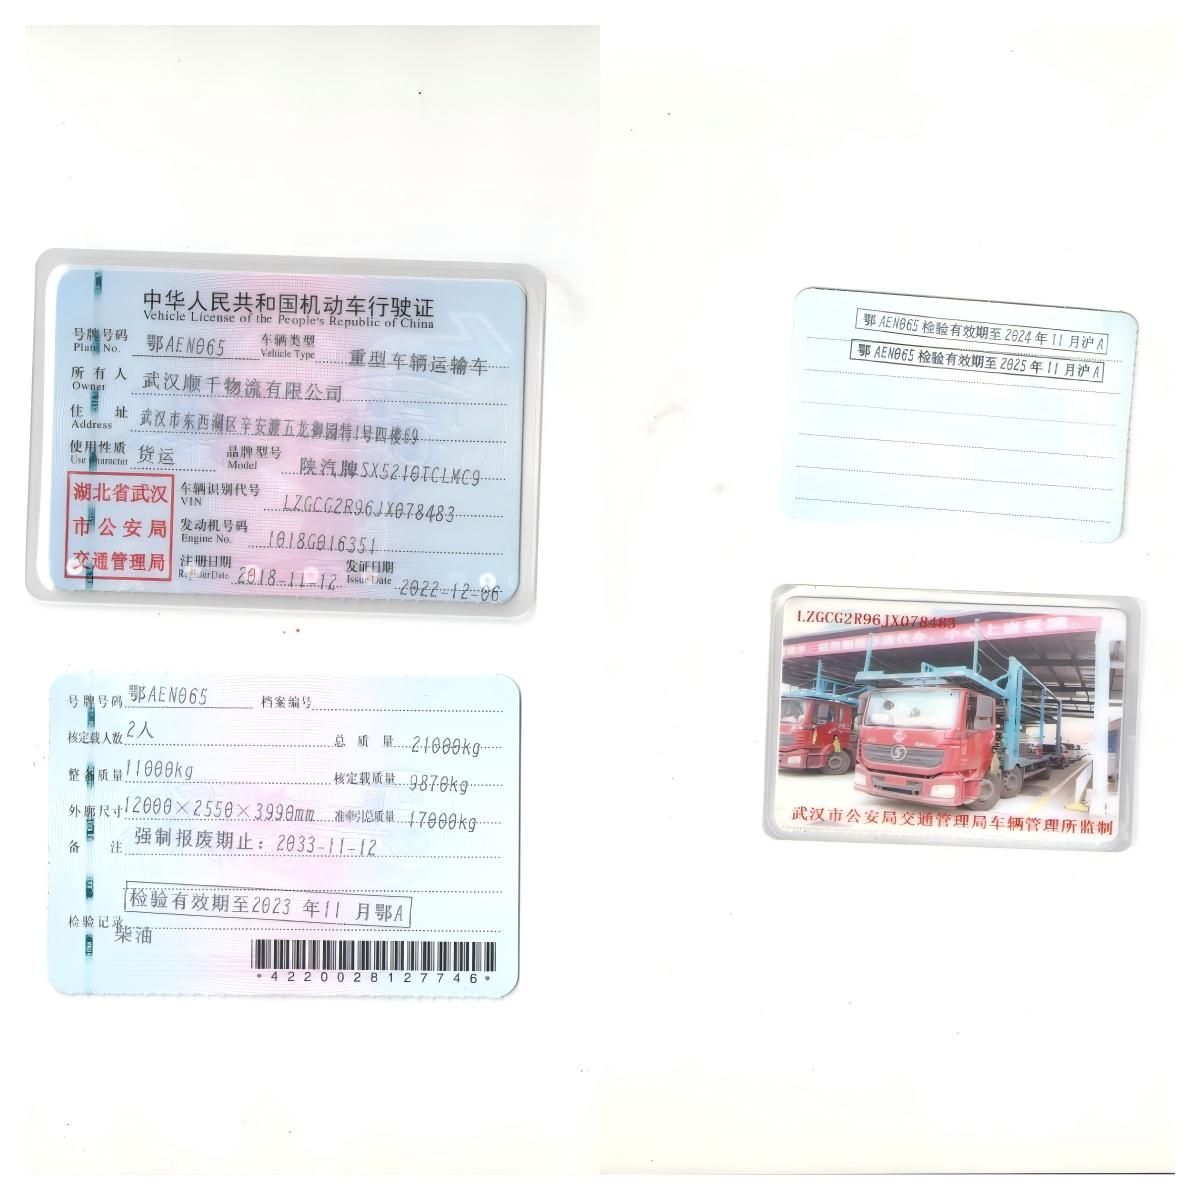 中华人民共和国机动车行驶证
Vehicle License of the People's Republic of China
号牌号码 鄂AEN065 车辆类型 重型车辆运输车
Plate No. Vehicle Type
所有人 武汉顺千物流有限公司
Owner
住址 武汉市东西湖区辛安渡五龙御园特1号四楼69
Address
使用性质 货运 品牌型号 陕汽牌SX5210TCLMC9
Use Character Model
湖北省武汉
市公安局
交通管理局
车辆识别代号 LZGCG2R96JX078483
VIN
发动机号码 1018G016351
Engine No.
注册日期 2018-11-12 发证日期 2022-12-06
Register Date Issue Date
号牌号码 鄂AEN065 档案编号
核定载人数 2人 总质量 21000kg
整备质量 11000kg 核定载质量 9870kg
外廓尺寸 12000×2550×3990mm 准牵引总质量 17000kg
备注 强制报废期止：2033-11-12
检验有效期至2023年11月鄂A
检验记录
柴油
*4220028127746*
鄂AEN065检验有效期至2024年11月沪A
鄂AEN065检验有效期至2025年11月沪A
LZGCG2R96JX078483
武汉市公安局交通管理局车辆管理所监制